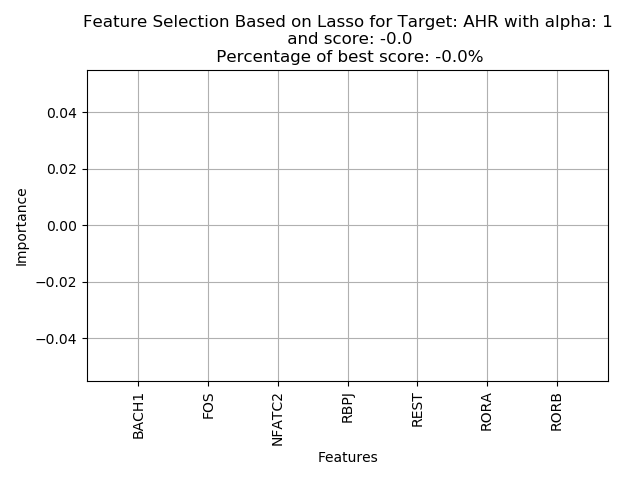 Feature Selection Based on Lasso for Target: AHR with alpha: 1
and score: -0.0
Percentage of best score: -0.0%
0.04
0.02
0.00
−0.02
−0.04
Importance
BACH1
FOS
NFATC2
RBPJ
REST
RORA
RORB
Features